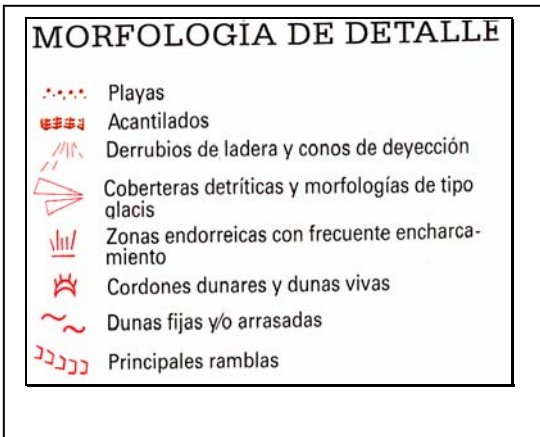 MORFOLOGÍA DE DETALLE
Playas
Acantilados
Derrubios de ladera y conos de deyección
Coberteras detríticas y morfologías de tipo
glacis
Zonas endorreicas con frecuente encharca-
miento
Cordones dunares y dunas vivas
Dunas fijas y/o arrasadas
Principales ramblas